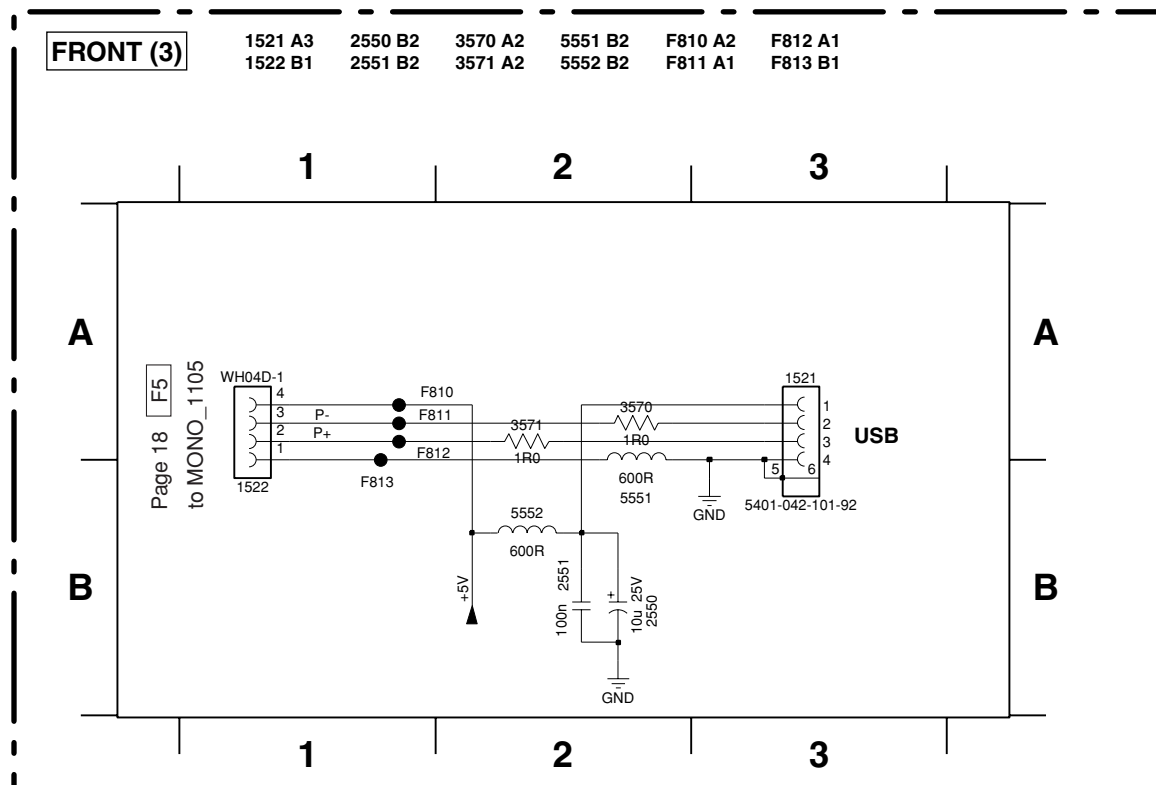 FRONT (3)
1521 A3 2550 B2 3570 A2 5551 B2 F810 A2 F812 A1
1522 B1 2551 B2 3571 A2 5552 B2 F811 A1 F813 B1
1 2 3
A A
Page 18 F5
to MONO_1105
WH04D-1
4
3
2
1
1522
P-
P+
F810
F811
F812
F813
3571
1R0
3570
1R0
600R
5551
GND
1521
1
2
3
4
5 6
5401-042-101-92
USB
B B
5552
600R
+5V
100n 2551
+
10u 25V
2550
GND
1 2 3